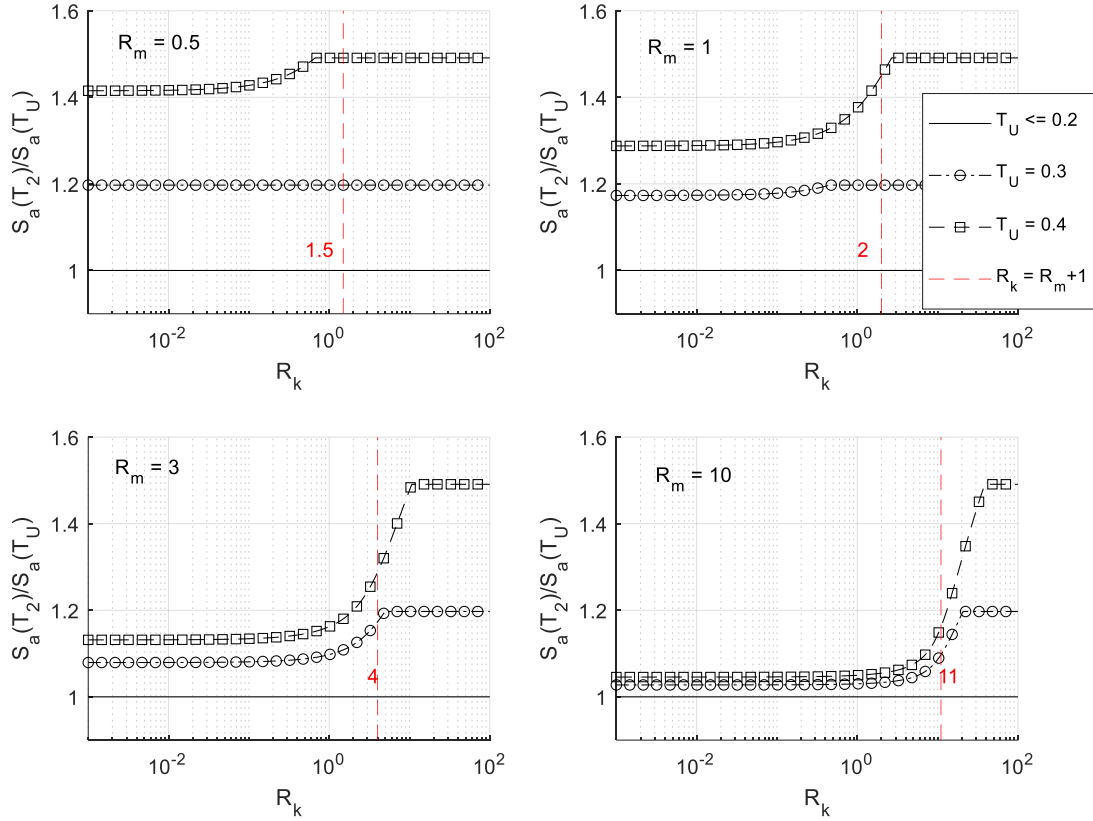 1.6
1.4
1.2
1
S_a(T_2)/S_a(T_U)
R_m = 0.5
1.5
10^-2
10^0
10^2
R_k
1.6
1.4
1.2
1
S_a(T_2)/S_a(T_U)
R_m = 1
2
10^-2
10^0
10^2
R_k
T_U <= 0.2
T_U = 0.3
T_U = 0.4
R_k = R_m+1
1.6
1.4
1.2
1
S_a(T_2)/S_a(T_U)
R_m = 3
4
10^-2
10^0
10^2
R_k
1.6
1.4
1.2
1
S_a(T_2)/S_a(T_U)
R_m = 10
11
10^-2
10^0
10^2
R_k